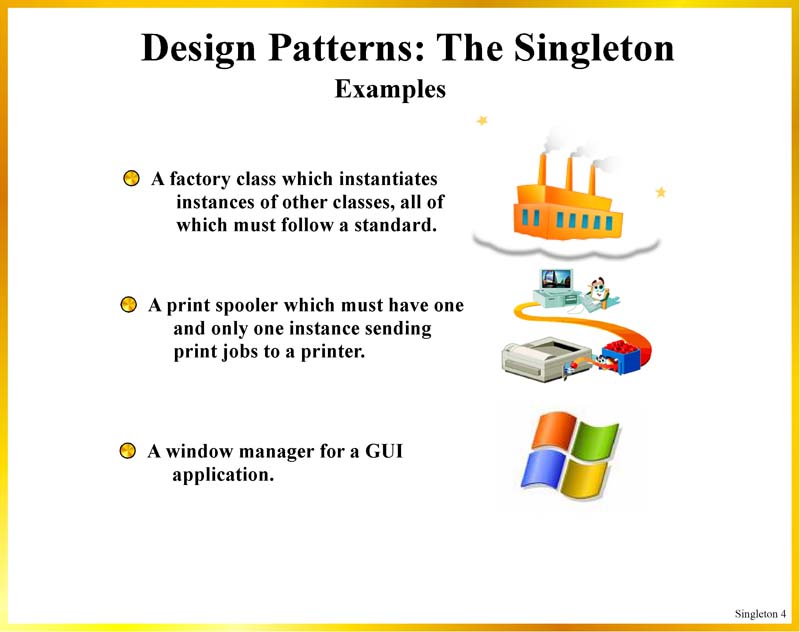 Design Patterns: The Singleton
Examples
A factory class which instantiates
instances of other classes, all of
which must follow a standard.
A print spooler which must have one
and only one instance sending
print jobs to a printer.
A window manager for a GUI
application.
Singleton 4